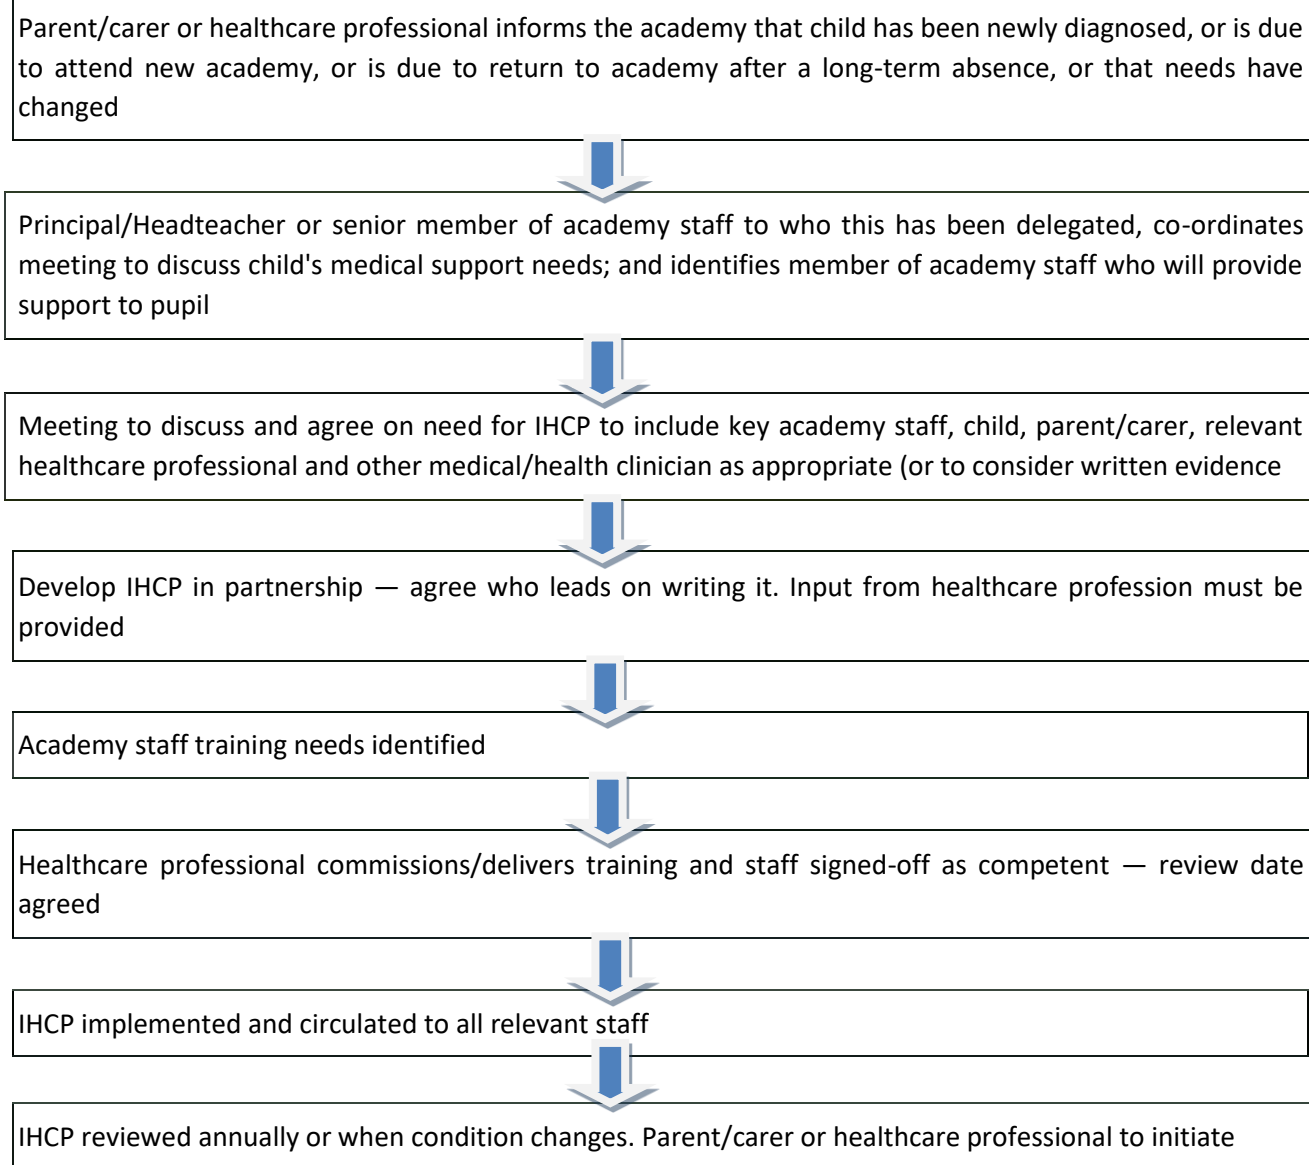 Parent/carer or healthcare professional informs the academy that child has been newly diagnosed, or is due
to attend new academy, or is due to return to academy after a long-term absence, or that needs have
changed
Principal/Headteacher or senior member of academy staff to who this has been delegated, co-ordinates
meeting to discuss child's medical support needs; and identifies member of academy staff who will provide
support to pupil
Meeting to discuss and agree on need for IHCP to include key academy staff, child, parent/carer, relevant
healthcare professional and other medical/health clinician as appropriate (or to consider written evidence
Develop IHCP in partnership — agree who leads on writing it. Input from healthcare profession must be
provided
Academy staff training needs identified
Healthcare professional commissions/delivers training and staff signed-off as competent — review date
agreed
IHCP implemented and circulated to all relevant staff
IHCP reviewed annually or when condition changes. Parent/carer or healthcare professional to initiate